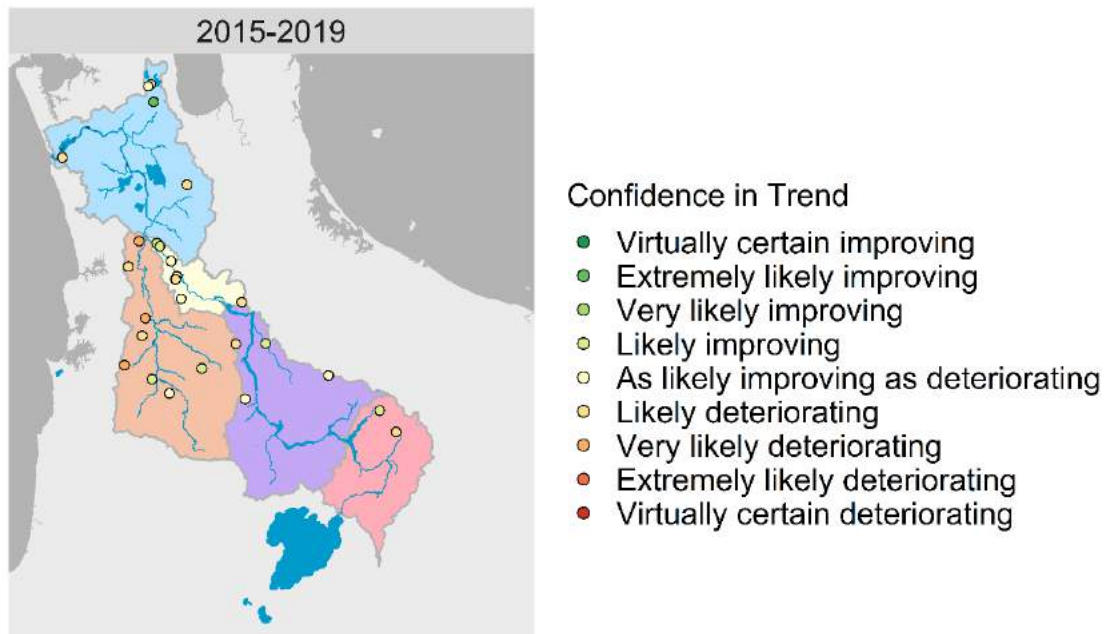 2015-2019
Confidence in Trend
Virtually certain improving
Extremely likely improving
Very likely improving
Likely improving
As likely improving as deteriorating
Likely deteriorating
Very likely deteriorating
Extremely likely deteriorating
Virtually certain deteriorating